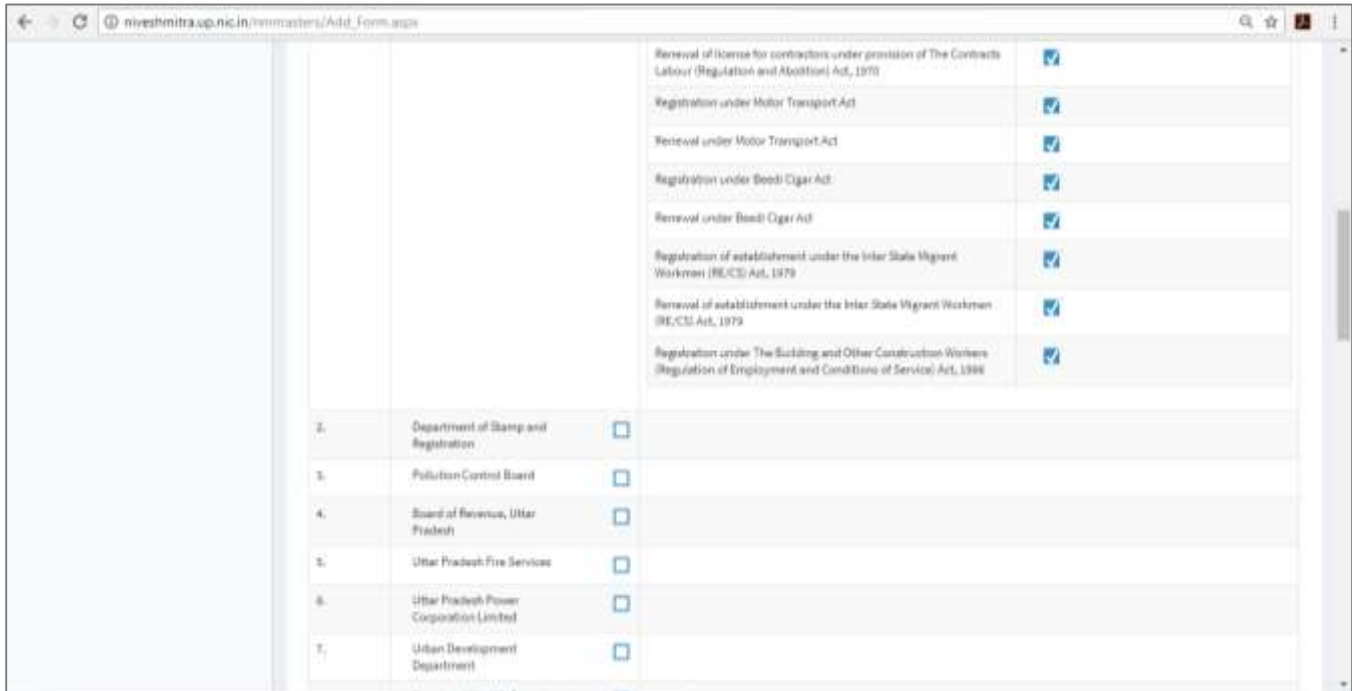 niveshmitra.up.nic.in/nmmasters/Add_Form.aspx
Renewal of license for contractors under provision of The Contracts
Labour (Regulation and Abolition) Act, 1970
Registration under Motor Transport Act
Renewal under Motor Transport Act
Registration under Beedi Cigar Act
Renewal under Beedi Cigar Act
Registration of establishment under the Inter State Migrant
Workmen (RE/CS) Act, 1979
Renewal of establishment under the Inter State Migrant Workmen
(RE/CS) Act, 1979
Registration under The Building and Other Construction Workers
(Regulation of Employment and Conditions of Service) Act, 1996
2. Department of Stamp and
Registration
3. Pollution Control Board
4. Board of Revenue, Uttar
Pradesh
5. Uttar Pradesh Fire Services
6. Uttar Pradesh Power
Corporation Limited
7. Urban Development
Department